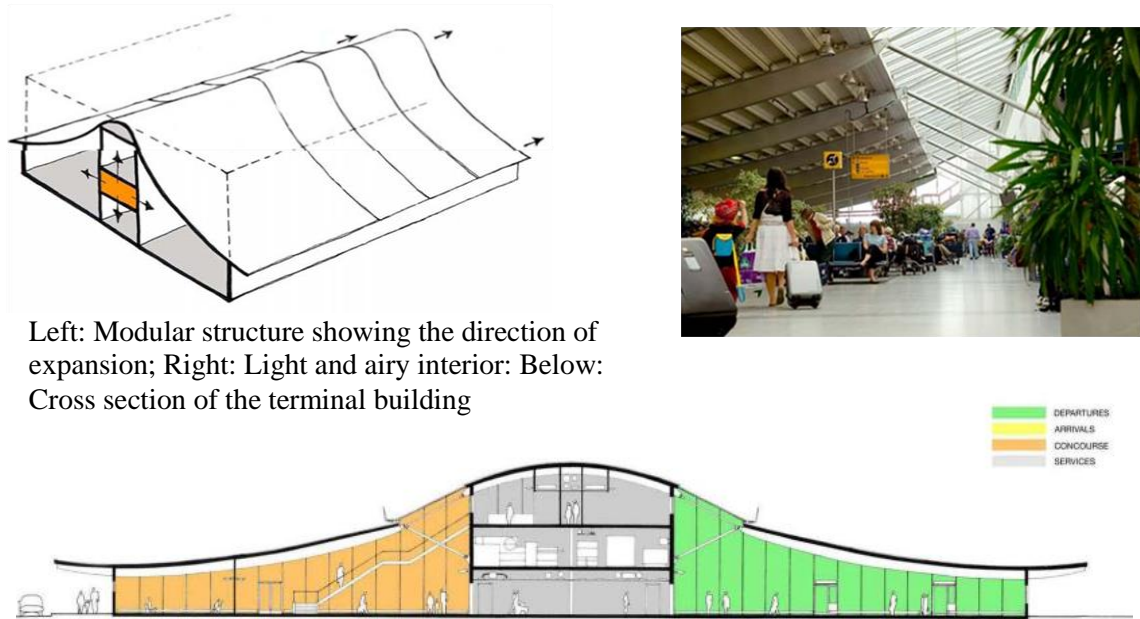 Left: Modular structure showing the direction of
expansion; Right: Light and airy interior: Below:
Cross section of the terminal building
DEPARTURES
ARRIVALS
CONCOURSE
SERVICES